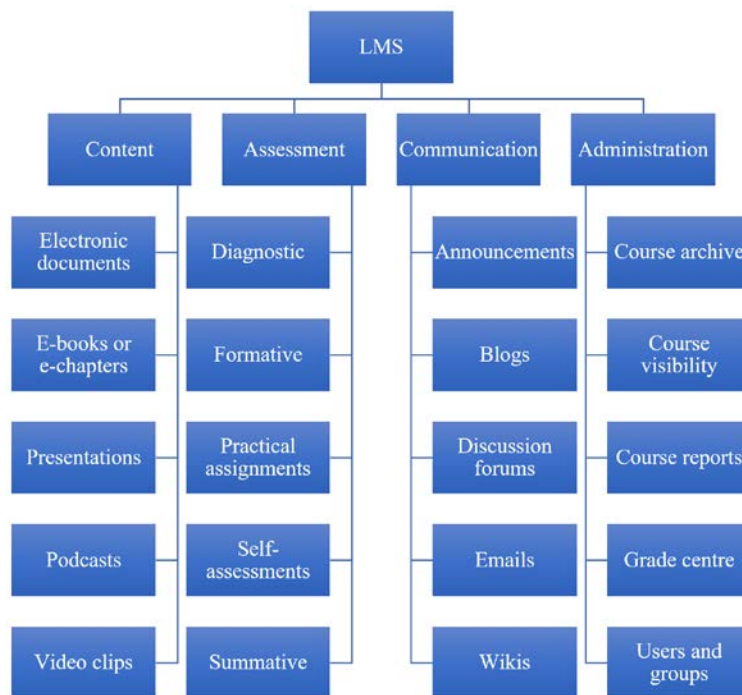 LMS
Content
Assessment
Communication
Administration
Electronic
documents
Diagnostic
Announcements
Course archive
E-books or
e-chapters
Formative
Blogs
Course
visibility
Presentations
Practical
assignments
Discussion
forums
Course reports
Podcasts
Self-
assessments
Emails
Grade centre
Video clips
Summative
Wikis
Users and
groups